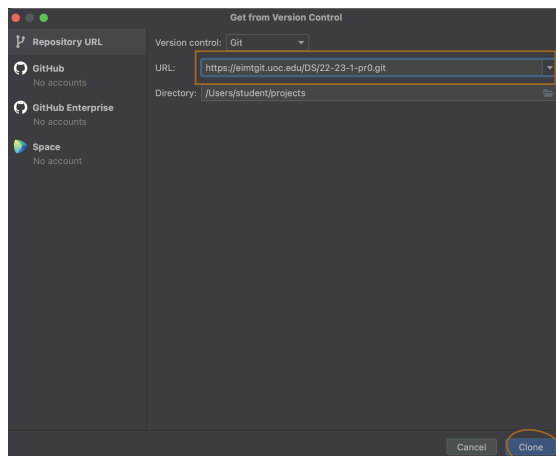 Get from Version Control
Repository URL
GitHub
No accounts
GitHub Enterprise
No accounts
Space
No account
Version control: Git
URL: https://eimtgit.uoc.edu/DS/22-23-1-pr0.git
Directory: /Users/student/projects
Cancel Clone